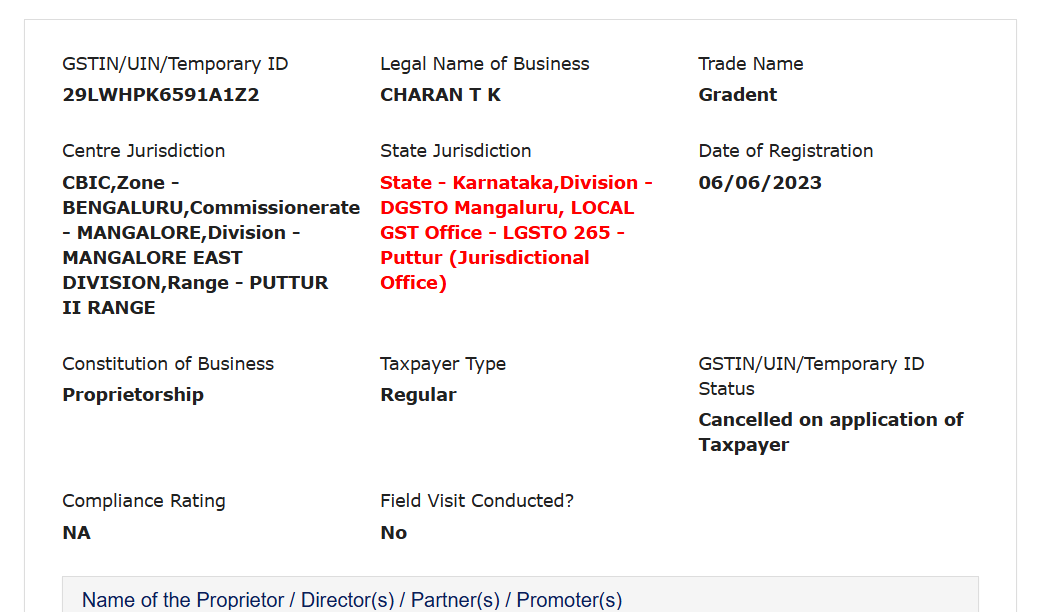 GSTIN/UIN/Temporary ID
29LWHPK6591A1Z2
Legal Name of Business
CHARAN T K
Trade Name
Gradent
Centre Jurisdiction
CBIC,Zone -
BENGALURU,Commissionerate
- MANGALORE,Division -
MANGALORE EAST
DIVISION,Range - PUTTUR
II RANGE
State Jurisdiction
State - Karnataka,Division -
DGSTO Mangaluru, LOCAL
GST Office - LGSTO 265 -
Puttur (Jurisdictional
Office)
Date of Registration
06/06/2023
Constitution of Business
Proprietorship
Taxpayer Type
Regular
GSTIN/UIN/Temporary ID
Status
Cancelled on application of
Taxpayer
Compliance Rating
NA
Field Visit Conducted?
No
Name of the Proprietor / Director(s) / Partner(s) / Promoter(s)